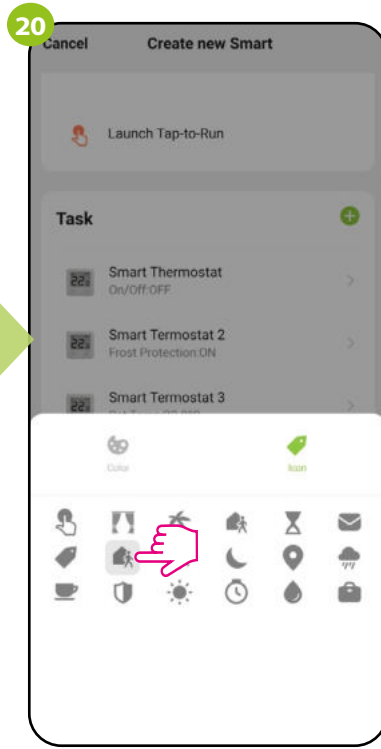 20
Cancel Create new Smart
Launch Tap-to-Run
Task
Smart Thermostat
On/Off:OFF
Smart Termostat 2
Frost Protection:ON
Smart Termostat 3
Color Icon